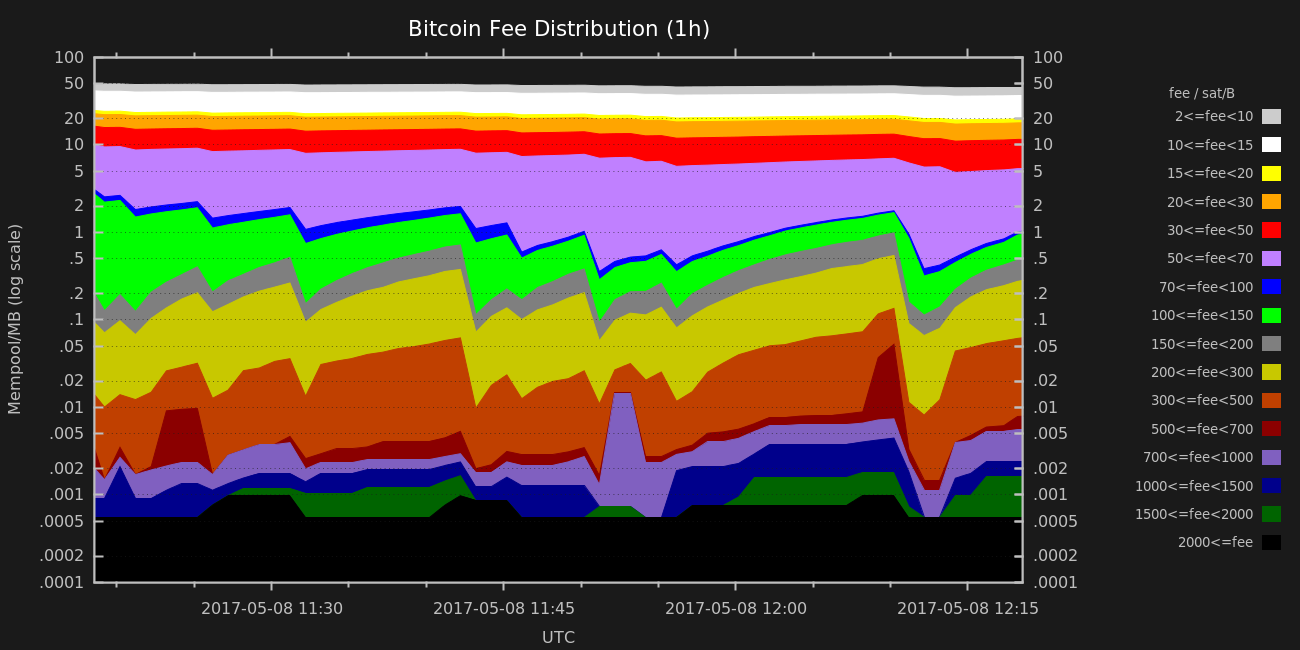 Bitcoin Fee Distribution (1h)
100 100
50 50
20 20
10 10
5 5
2 2
1 1
.5 .5
.2 .2
.1 .1
.05 .05
.02 .02
.01 .01
.005 .005
.002 .002
.001 .001
.0005 .0005
.0002 .0002
.0001 .0001
Mempool/MB (log scale)
2017-05-08 11:30 2017-05-08 11:45 2017-05-08 12:00 2017-05-08 12:15
UTC
fee / sat/B
2<=fee<10
10<=fee<15
15<=fee<20
20<=fee<30
30<=fee<50
50<=fee<70
70<=fee<100
100<=fee<150
150<=fee<200
200<=fee<300
300<=fee<500
500<=fee<700
700<=fee<1000
1000<=fee<1500
1500<=fee<2000
2000<=fee